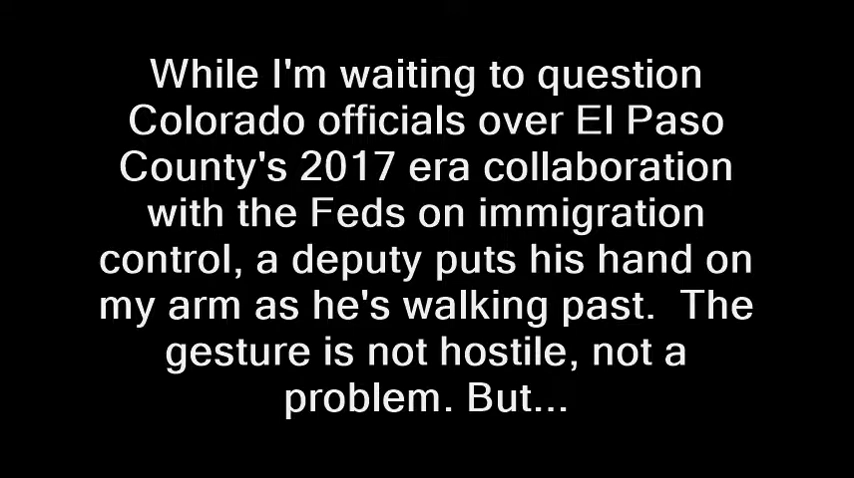 While I'm waiting to question
Colorado officials over El Paso
County's 2017 era collaboration
with the Feds on immigration
control, a deputy puts his hand on
my arm as he's walking past.  The
gesture is not hostile, not a
problem. But...